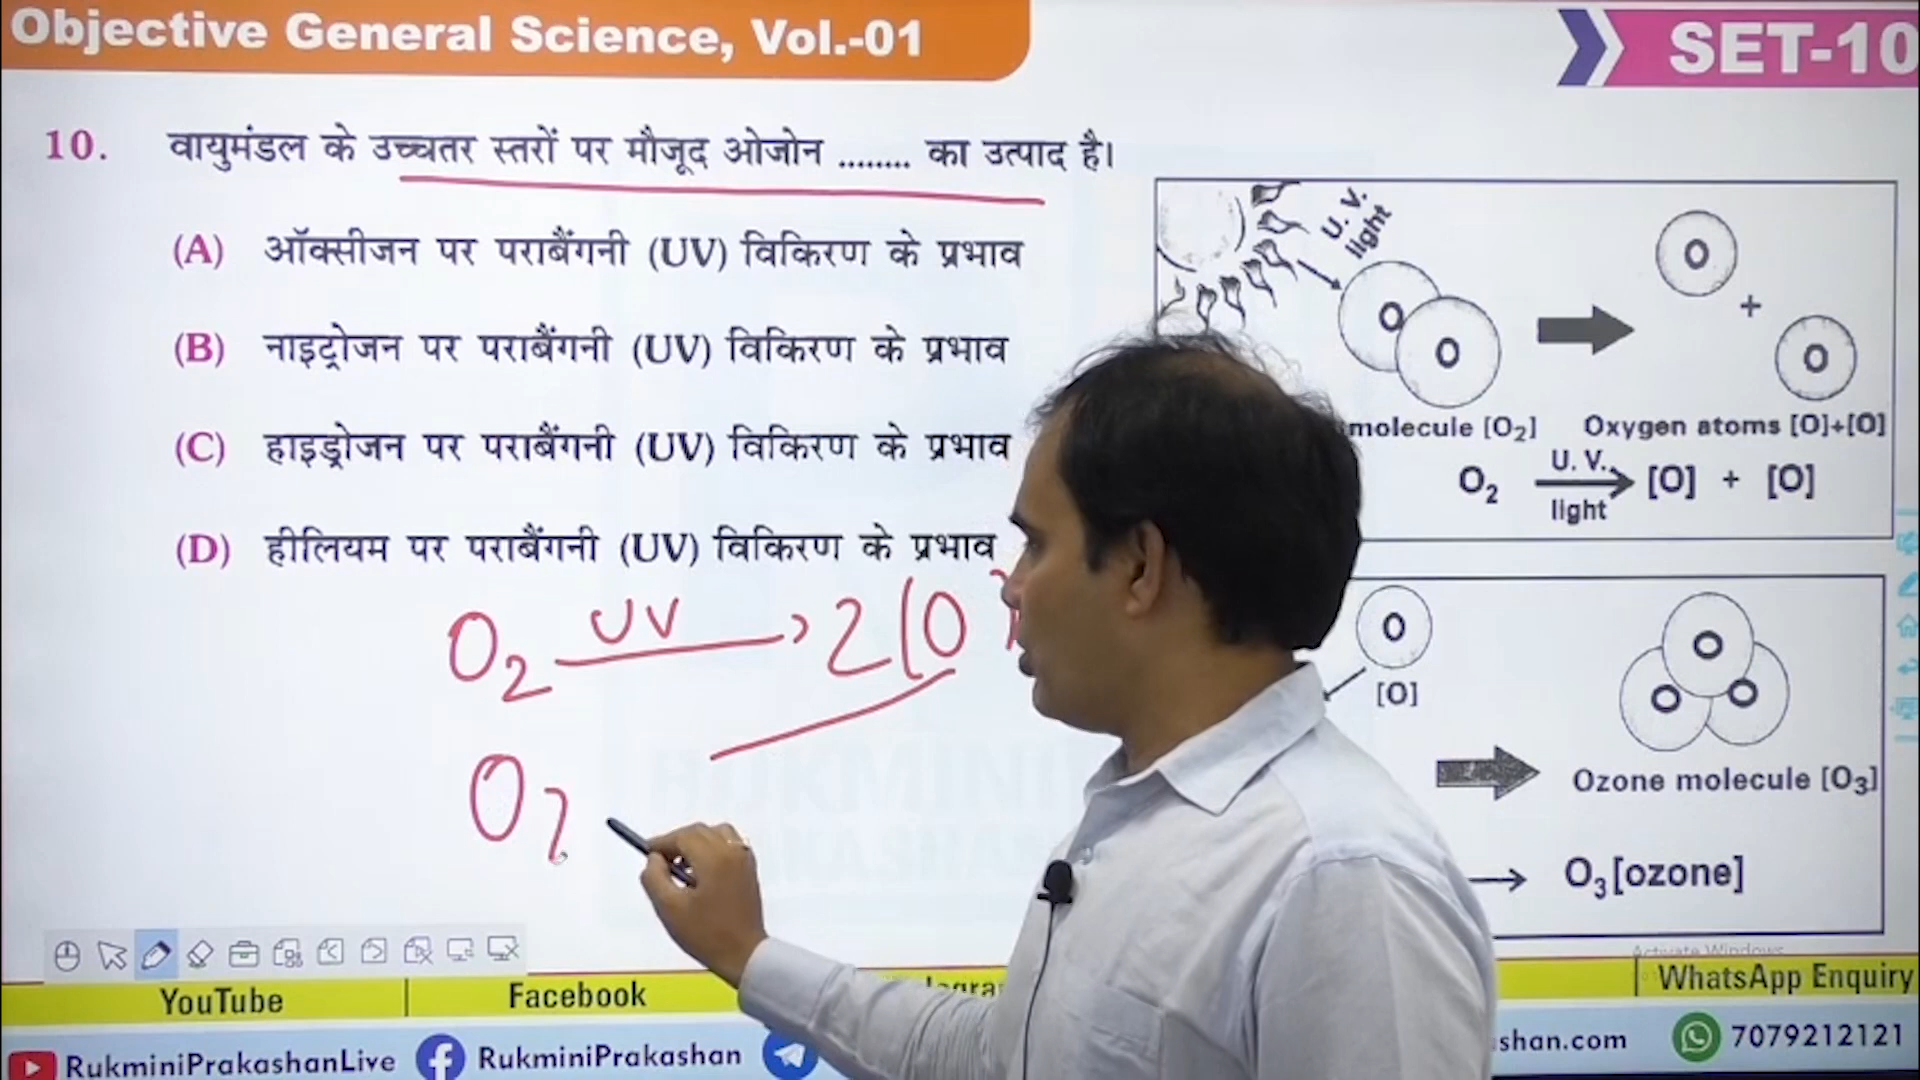 Objective General Science, Vol.-01
SET-10
10. वायुमंडल के उच्चतर स्तरों पर मौजूद ओजोन ........ का उत्पाद है।
(A) ऑक्सीजन पर पराबैंगनी (UV) विकिरण के प्रभाव
(B) नाइट्रोजन पर पराबैंगनी (UV) विकिरण के प्रभाव
(C) हाइड्रोजन पर पराबैंगनी (UV) विकिरण के प्रभाव
(D) हीलियम पर पराबैंगनी (UV) विकिरण के प्रभाव
O₂ UV → 2(O)
O₂
U. V. light
O O
O + O
molecule [O₂]
Oxygen atoms [O]+[O]
O₂ U. V. light → [O] + [O]
O
[O]
O O O
Ozone molecule [O₃]
→ O₃[ozone]
RUKMINI
Activate Windows
YouTube
Facebook
WhatsApp Enquiry
RukminiPrakashanLive
RukminiPrakashan
shan.com
7079212121